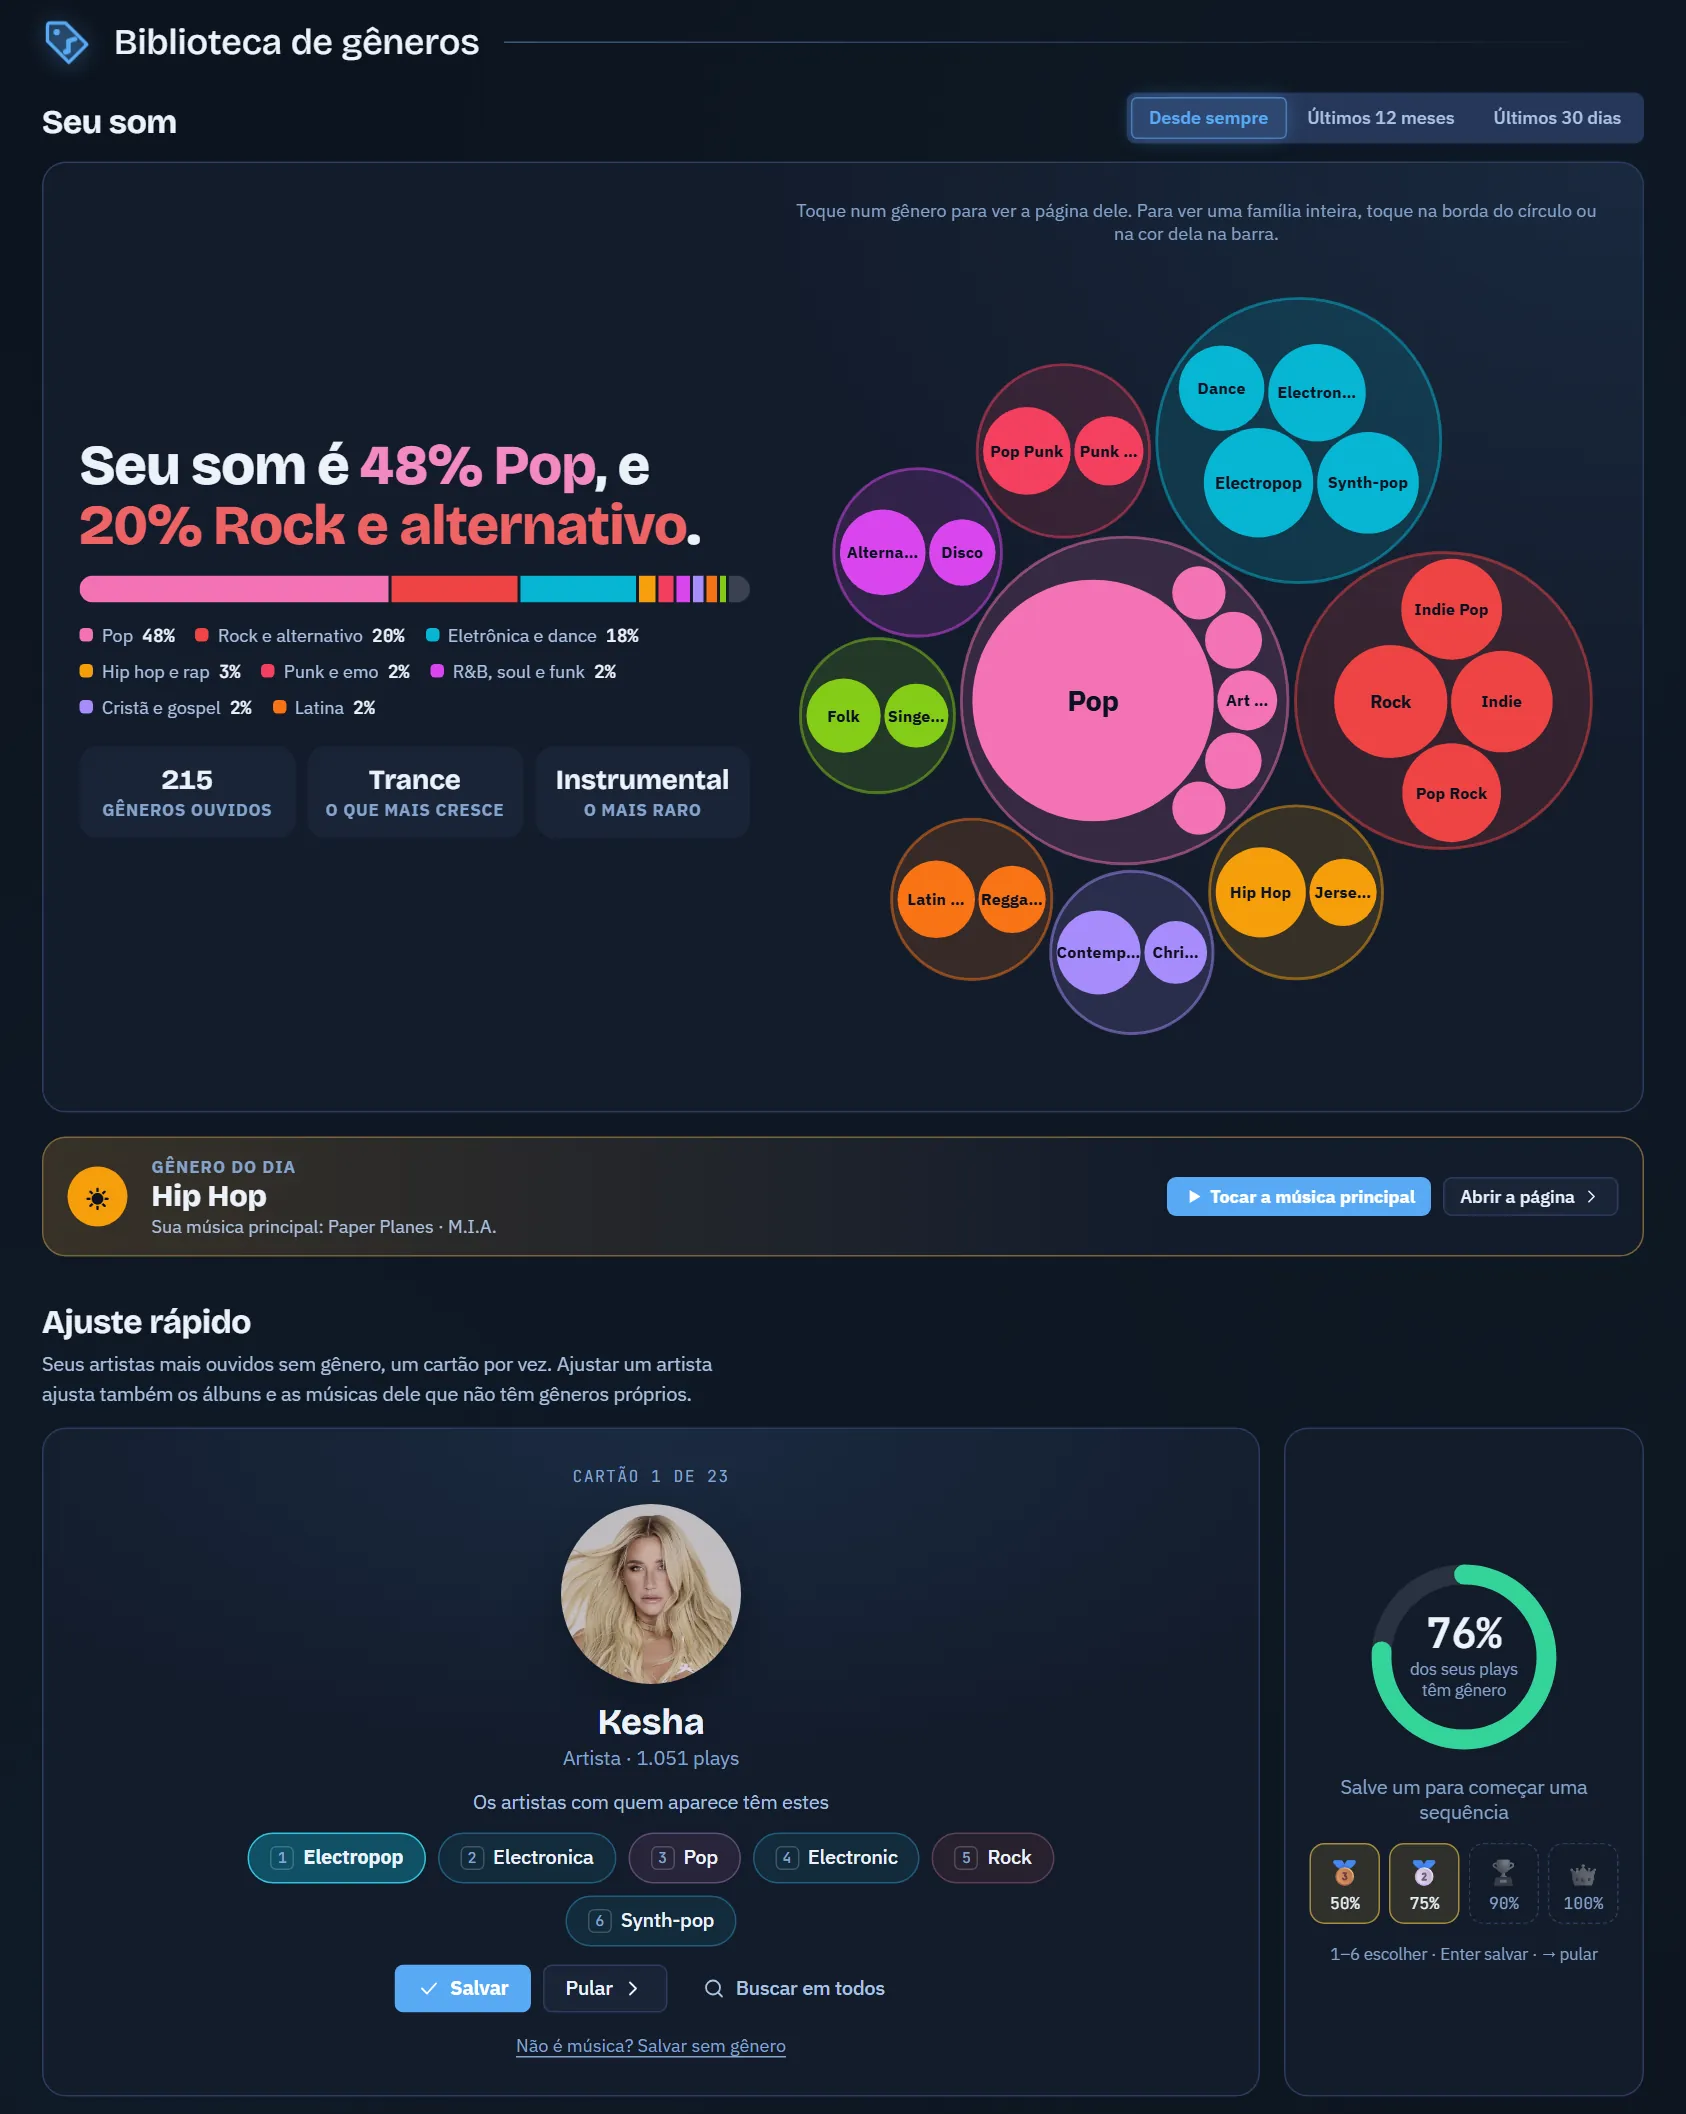 Biblioteca de gêneros
Seu som
Desde sempre
Últimos 12 meses
Últimos 30 dias
Toque num gênero para ver a página dele. Para ver uma família inteira, toque na borda do círculo ou
na cor dela na barra.
Seu som é 48% Pop, e
20% Rock e alternativo.
Pop 48%
Rock e alternativo 20%
Eletrônica e dance 18%
Hip hop e rap 3%
Punk e emo 2%
R&B, soul e funk 2%
Cristã e gospel 2%
Latina 2%
215
GÊNEROS OUVIDOS
Trance
O QUE MAIS CRESCE
Instrumental
O MAIS RARO
Dance
Electron...
Electropop
Synth-pop
Pop Punk
Punk ...
Alterna...
Disco
Folk
Singe...
Pop
Art ...
Indie Pop
Rock
Indie
Pop Rock
Latin ...
Regga...
Contemp...
Chri...
Hip Hop
Jerse...
GÊNERO DO DIA
Hip Hop
Sua música principal: Paper Planes · M.I.A.
Tocar a música principal
Abrir a página
Ajuste rápido
Seus artistas mais ouvidos sem gênero, um cartão por vez. Ajustar um artista
ajusta também os álbuns e as músicas dele que não têm gêneros próprios.
CARTÃO 1 DE 23
Kesha
Artista · 1.051 plays
Os artistas com quem aparece têm estes
1 Electropop
2 Electronica
3 Pop
4 Electronic
5 Rock
6 Synth-pop
Salvar
Pular
Buscar em todos
Não é música? Salvar sem gênero
76%
dos seus plays
têm gênero
Salve um para começar uma
sequência
3
50%
2
75%
90%
100%
1–6 escolher · Enter salvar · → pular